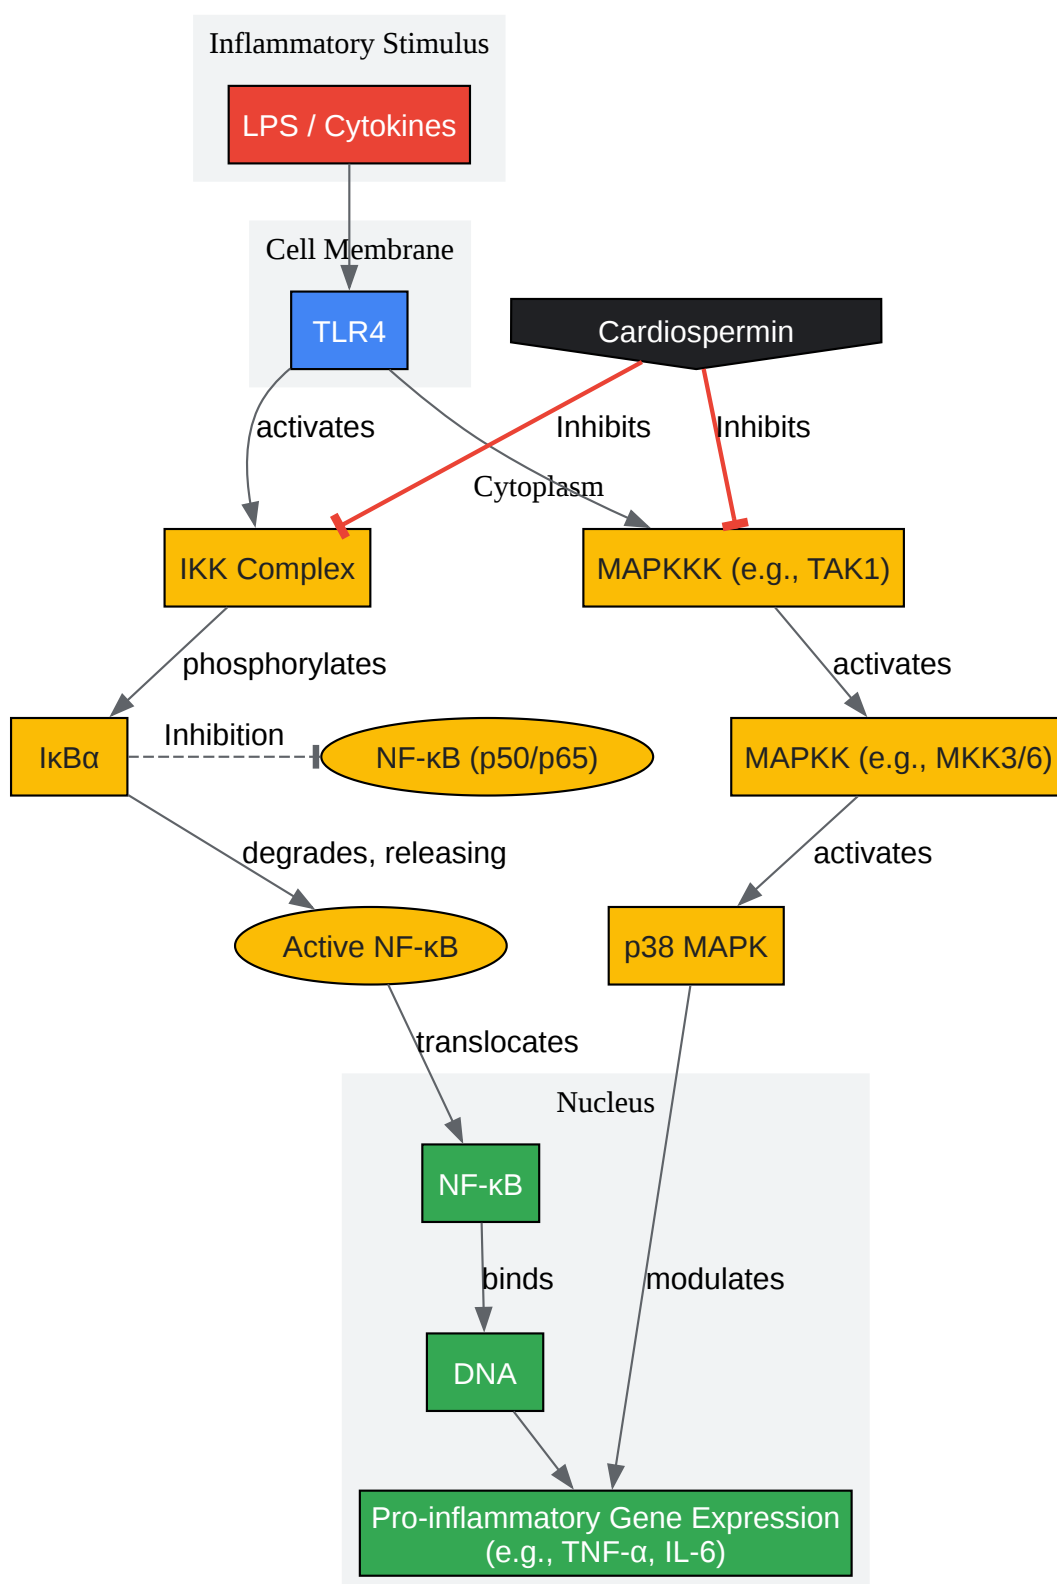 Inflammatory Stimulus
LPS / Cytokines
Cell Membrane
TLR4
Cardiospermin
activates
Inhibits
Inhibits
Cytoplasm
IKK Complex
MAPKKK (e.g., TAK1)
phosphorylates
activates
IκBα
Inhibition
NF-κB (p50/p65)
MAPKK (e.g., MKK3/6)
degrades, releasing
activates
Active NF-κB
p38 MAPK
translocates
Nucleus
NF-κB
binds
modulates
DNA
Pro-inflammatory Gene Expression
(e.g., TNF-α, IL-6)